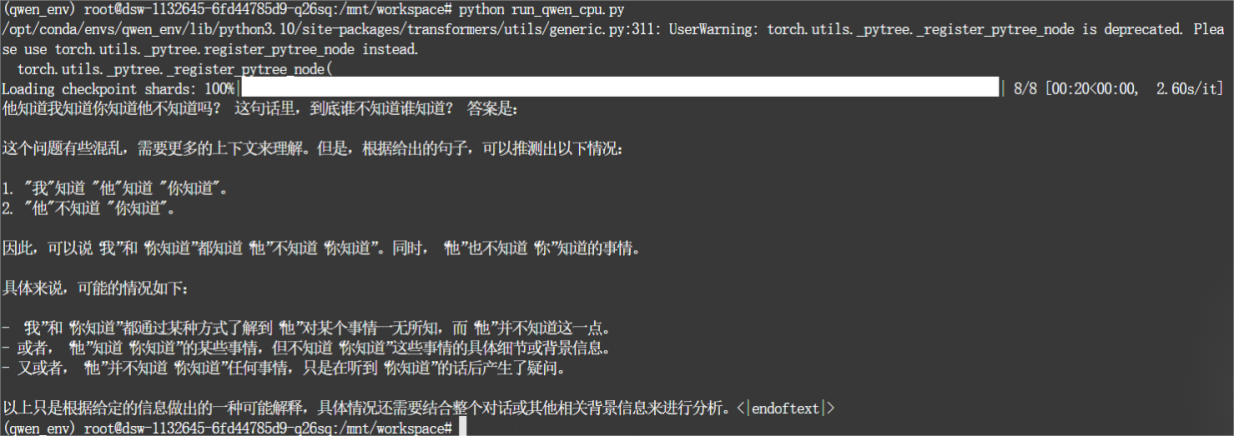 (qwen_env) root@dsw-1132645-6fd44785d9-q26sq:/mnt/workspace# python run_qwen_cpu.py
/opt/conda/envs/qwen_env/lib/python3.10/site-packages/transformers/utils/generic.py:311: UserWarning: torch.utils._pytree._register_pytree_node is deprecated. Plea
se use torch.utils._pytree.register_pytree_node instead.
  torch.utils._pytree._register_pytree_node(
Loading checkpoint shards: 100%| | 8/8 [00:20<00:00,  2.60s/it]
他知道我知道你知道他不知道吗？ 这句话里，到底谁不知道谁知道？ 答案是：
这个问题有些混乱，需要更多的上下文来理解。但是，根据给出的句子，可以推测出以下情况：
1. "我"知道 "他"知道 "你知道"。
2. "他"不知道 "你知道"。
因此，可以说 “我”和 “你知道”都知道 “他”不知道 “你知道”。同时， “他”也不知道 “你”知道的事情。
具体来说，可能的情况如下：
- “我”和 “你知道”都通过某种方式了解到 “他”对某个事情一无所知，而 “他”并不知道这一点。
- 或者， “他”知道 “你知道”的某些事情，但不知道 “你知道”这些事情的具体细节或背景信息。
- 又或者， “他”并不知道 “你知道”任何事情，只是在听到 “你知道”的话后产生了疑问。
以上只是根据给定的信息做出的一种可能解释，具体情况还需要结合整个对话或其他相关背景信息来进行分析。<|endoftext|>
(qwen_env) root@dsw-1132645-6fd44785d9-q26sq:/mnt/workspace#